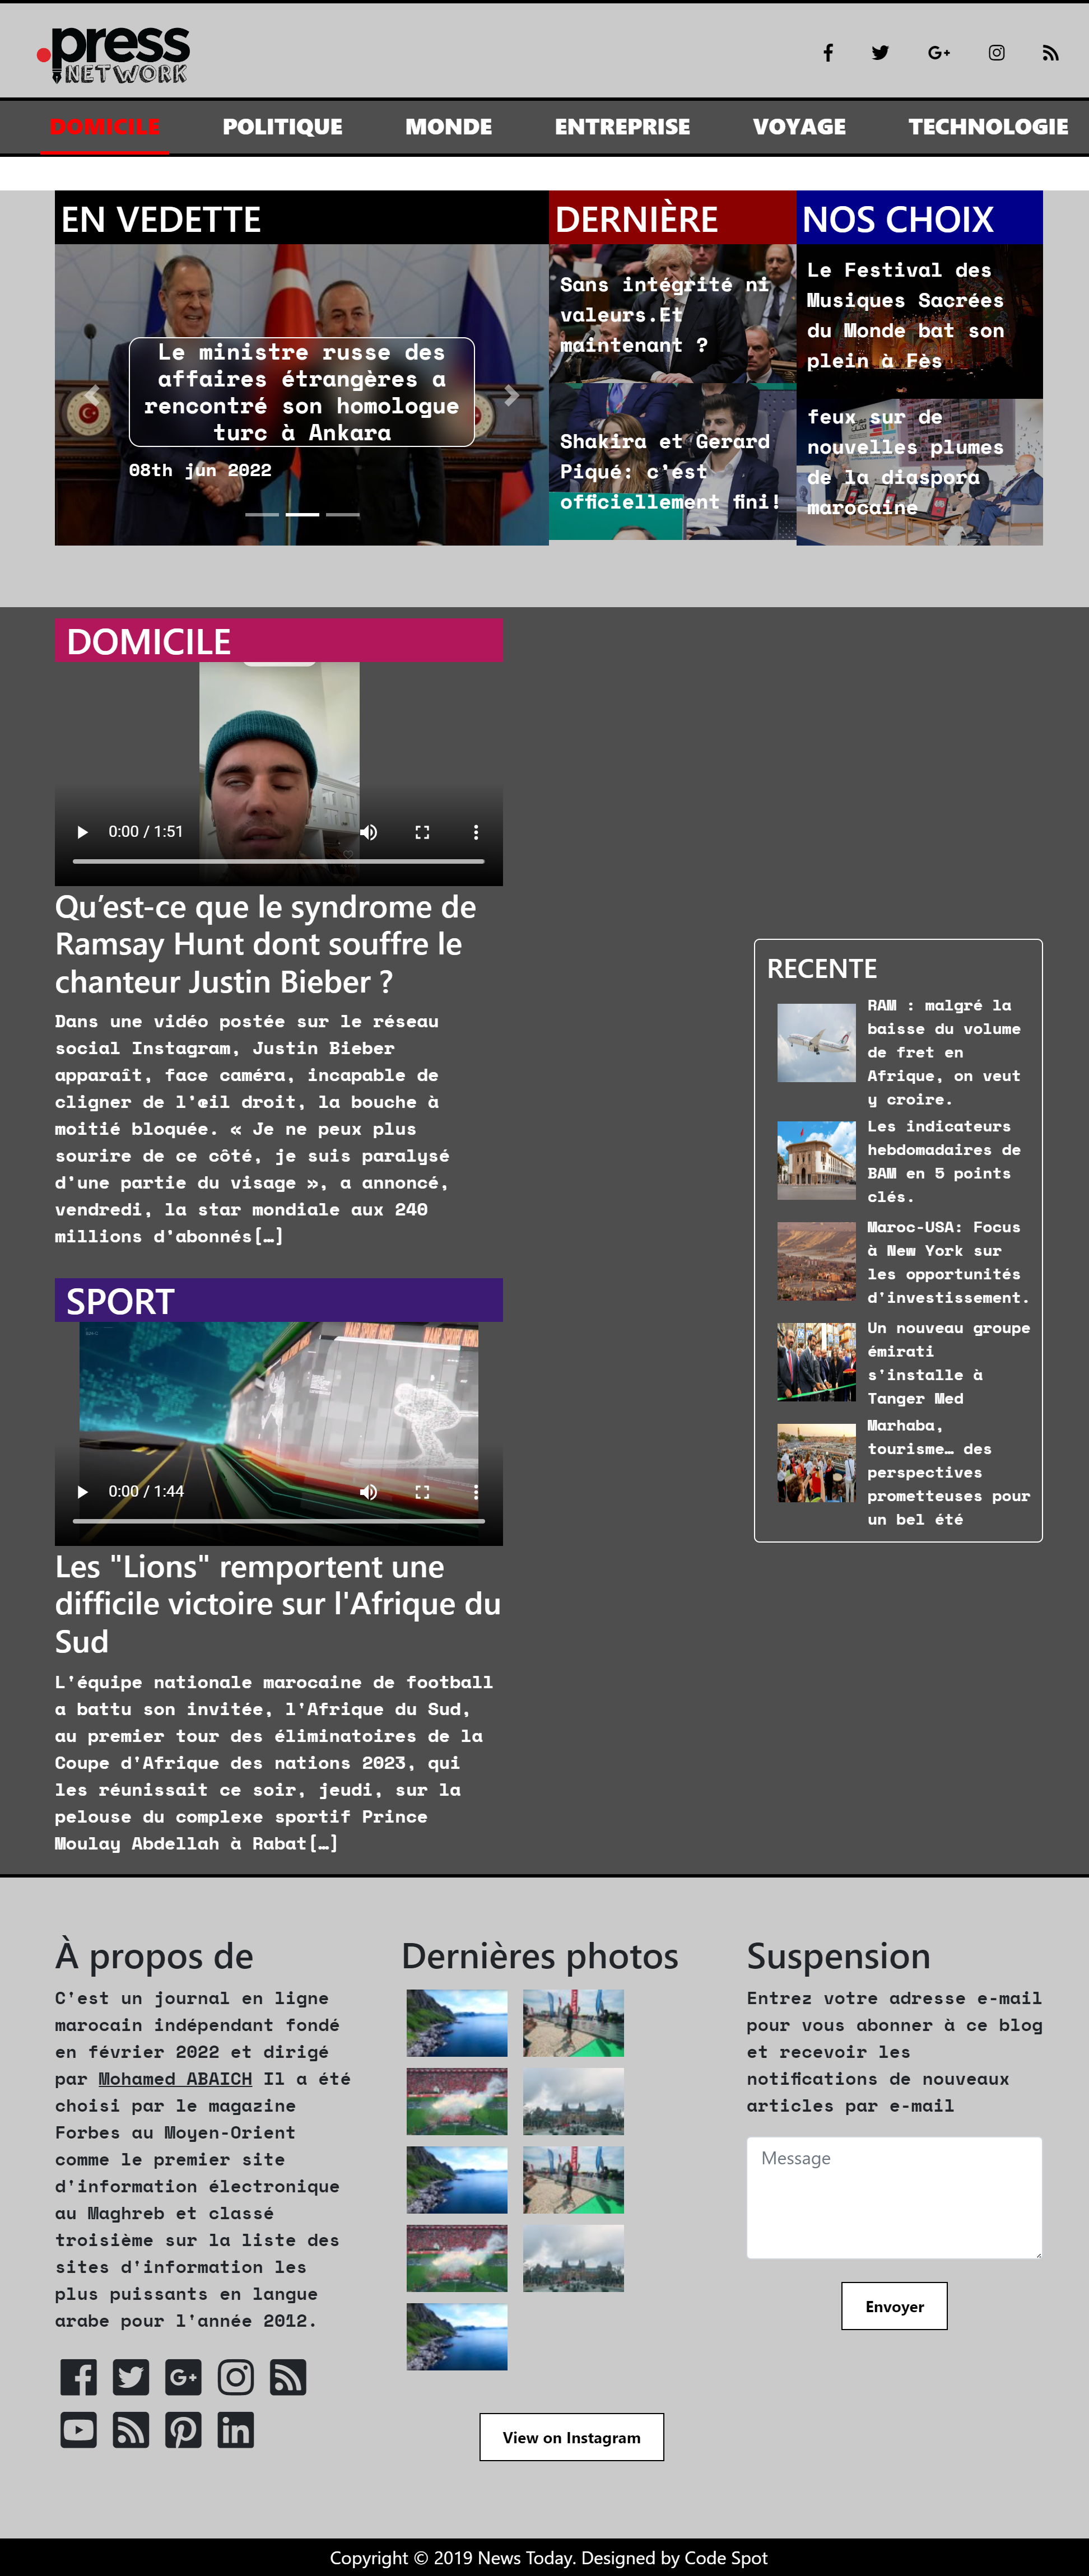 .press
NETWORK
DOMICILE POLITIQUE MONDE ENTREPRISE VOYAGE TECHNOLOGIE
EN VEDETTE
Le ministre russe des
affaires étrangères a
rencontré son homologue
turc à Ankara
08th jun 2022
DERNIÈRE
Sans intégrité ni
valeurs.Et
maintenant ?
Shakira et Gerard
Piqué: c'est
officiellement fini!
NOS CHOIX
Le Festival des
Musiques Sacrées
du Monde bat son
plein à Fès
feux sur de
nouvelles plumes
de la diaspora
marocaine
DOMICILE
0:00 / 1:51
Qu’est-ce que le syndrome de
Ramsay Hunt dont souffre le
chanteur Justin Bieber ?
Dans une vidéo postée sur le réseau
social Instagram, Justin Bieber
apparaît, face caméra, incapable de
cligner de l’œil droit, la bouche à
moitié bloquée. « Je ne peux plus
sourire de ce côté, je suis paralysé
d’une partie du visage », a annoncé,
vendredi, la star mondiale aux 240
millions d’abonnés[…]
RECENTE
RAM : malgré la
baisse du volume
de fret en
Afrique, on veut
y croire.
Les indicateurs
hebdomadaires de
BAM en 5 points
clés.
Maroc-USA: Focus
à New York sur
les opportunités
d'investissement.
Un nouveau groupe
émirati
s'installe à
Tanger Med
Marhaba,
tourisme… des
perspectives
prometteuses pour
un bel été
SPORT
0:00 / 1:44
Les "Lions" remportent une
difficile victoire sur l'Afrique du
Sud
L'équipe nationale marocaine de football
a battu son invitée, l'Afrique du Sud,
au premier tour des éliminatoires de la
Coupe d'Afrique des nations 2023, qui
les réunissait ce soir, jeudi, sur la
pelouse du complexe sportif Prince
Moulay Abdellah à Rabat[…]
À propos de
C'est un journal en ligne
marocain indépendant fondé
en février 2022 et dirigé
par Mohamed ABAICH Il a été
choisi par le magazine
Forbes au Moyen-Orient
comme le premier site
d'information électronique
au Maghreb et classé
troisième sur la liste des
sites d'information les
plus puissants en langue
arabe pour l'année 2012.
Dernières photos
View on Instagram
Suspension
Entrez votre adresse e-mail
pour vous abonner à ce blog
et recevoir les
notifications de nouveaux
articles par e-mail
Message
Envoyer
Copyright © 2019 News Today. Designed by Code Spot